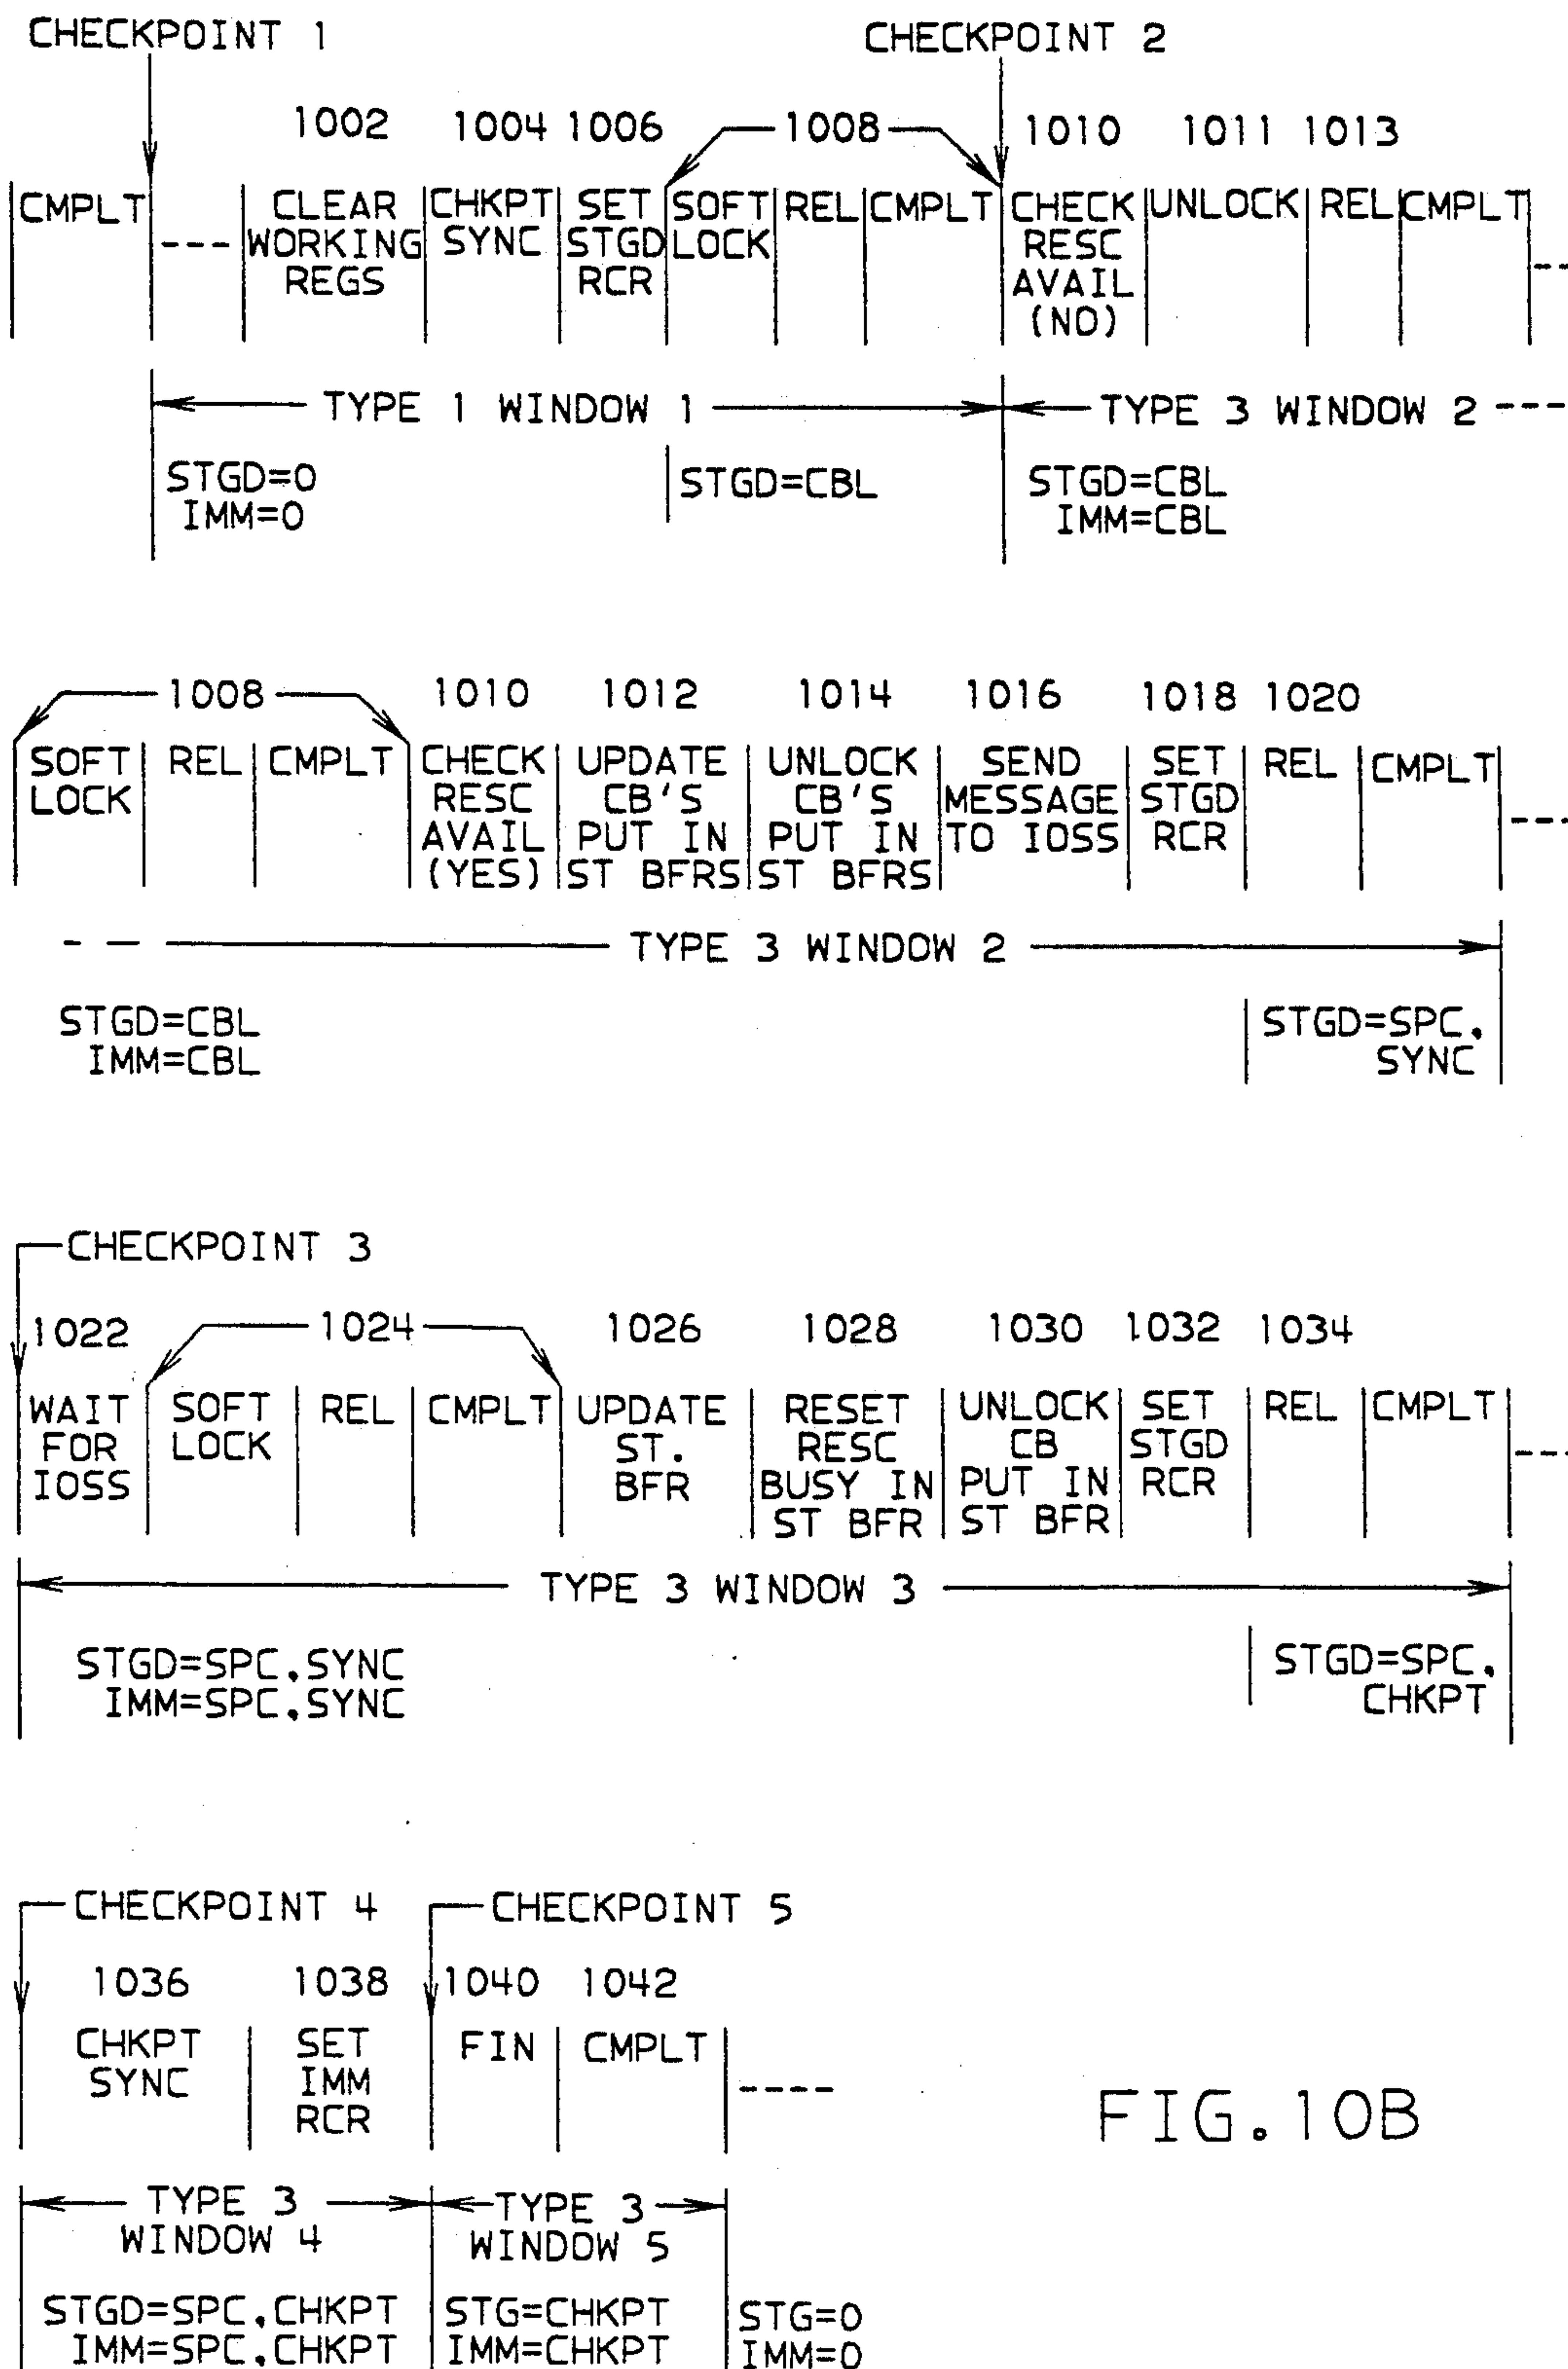 CHECKPOINT 1
CHECKPOINT 2
1002 1004 1006 1008 1010 1011 1013
CMPLT CLEAR CHKPT SET SOFT REL CMPLT CHECK UNLOCK REL CMPLT
--- WORKING SYNC STGD LOCK RESC
REGS RCR AVAIL
(NO)
TYPE 1 WINDOW 1 TYPE 3 WINDOW 2 ---
STGD=0 STGD=CBL STGD=CBL
IMM=0 IMM=CBL
1008 1010 1012 1014 1016 1018 1020
SOFT REL CMPLT CHECK UPDATE UNLOCK SEND SET REL CMPLT
LOCK RESC CB'S CB'S MESSAGE STGD
AVAIL PUT IN PUT IN TO IOSS RCR
(YES) ST BFRS ST BFRS
TYPE 3 WINDOW 2
STGD=CBL STGD=SPC.
IMM=CBL SYNC
CHECKPOINT 3
1022 1024 1026 1028 1030 1032 1034
WAIT SOFT REL CMPLT UPDATE RESET UNLOCK SET REL CMPLT
FOR LOCK ST. RESC CB STGD
IOSS BFR BUSY IN PUT IN RCR
ST BFR ST BFR
TYPE 3 WINDOW 3
STGD=SPC.SYNC STGD=SPC.
IMM=SPC.SYNC CHKPT
CHECKPOINT 4 CHECKPOINT 5
1036 1038 1040 1042
CHKPT SET FIN CMPLT
SYNC IMM ----
RCR
FIG.10B
TYPE 3 TYPE 3
WINDOW 4 WINDOW 5
STGD=SPC.CHKPT STG=CHKPT STG=0
IMM=SPC.CHKPT IMM=CHKPT IMM=0